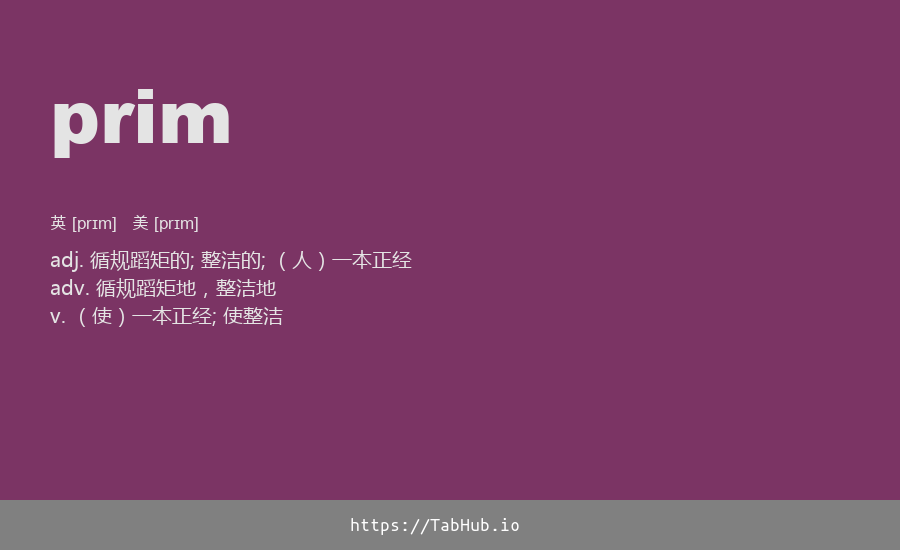 prim
英 [prɪm] 美 [prɪm]
adj. 循规蹈矩的; 整洁的; （人）一本正经
adv. 循规蹈矩地，整洁地
v. （使）一本正经; 使整洁
https://TabHub.io